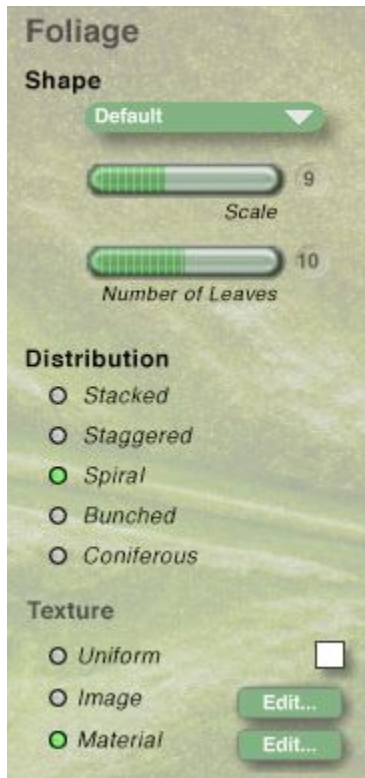 Foliage
Shape
Default
9
Scale
10
Number of Leaves
Distribution
Stacked
Staggered
Spiral
Bunched
Coniferous
Texture
Uniform
Image Edit...
Material Edit...